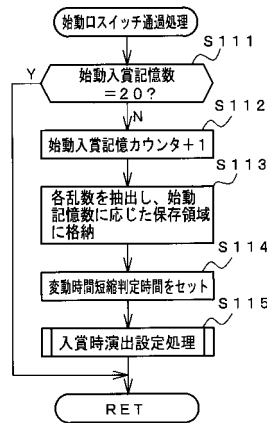 始動口スイッチ通過処理
S111
Y
始動入賞記憶数
=20?
N
S112
始動入賞記憶カウンタ+1
S113
各乱数を抽出し、始動
記憶数に応じた保存領域
に格納
S114
変動時間短縮判定時間をセット
S115
入賞時演出設定処理
RET